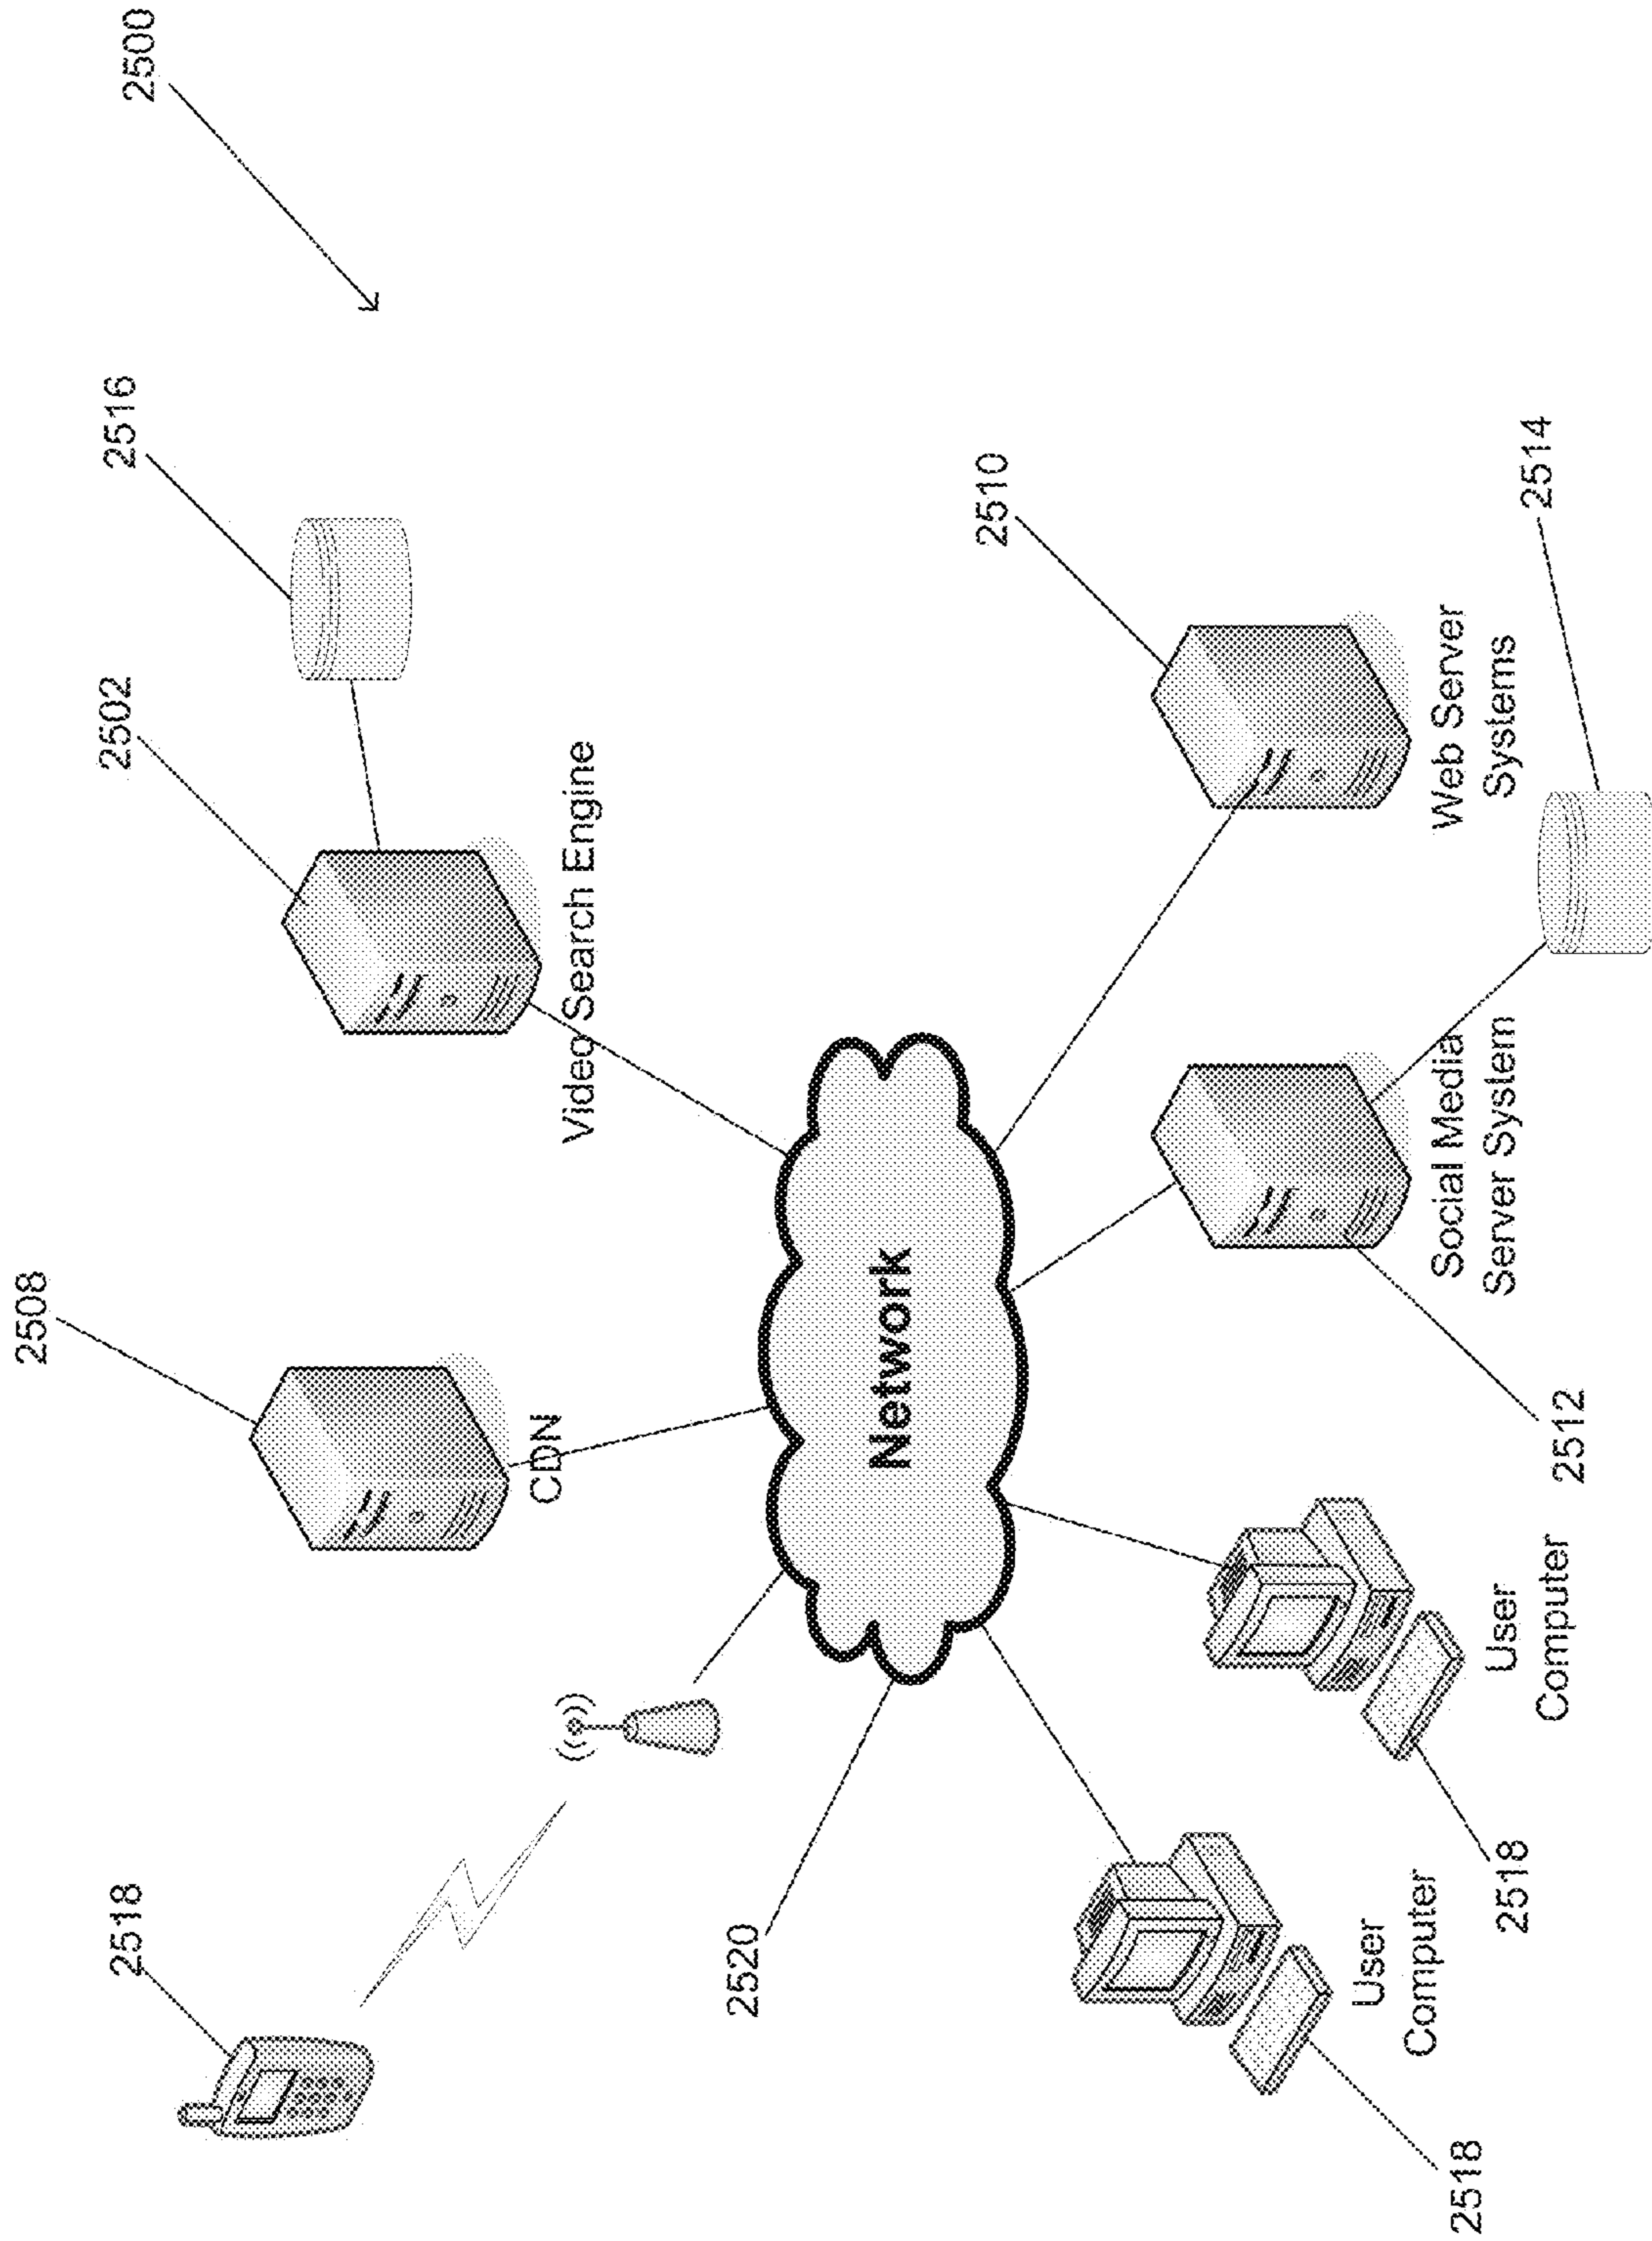 2518
2508
2502
2516
2500
CDN
Video Search Engine
2520
Network
2510
User
Computer
2518
User
Computer
2518
2512
Social Media
Server System
Web Server
Systems
2514